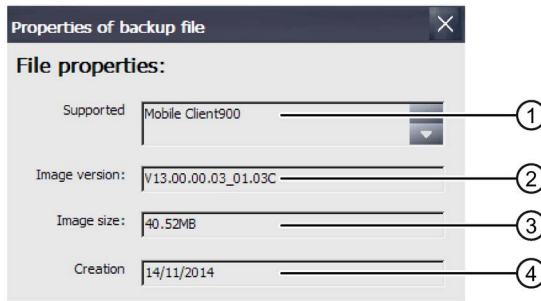 Properties of backup file
File properties:
Supported Mobile Client900 1
Image version: V13.00.00.03_01.03C 2
Image size: 40.52MB 3
Creation 14/11/2014 4